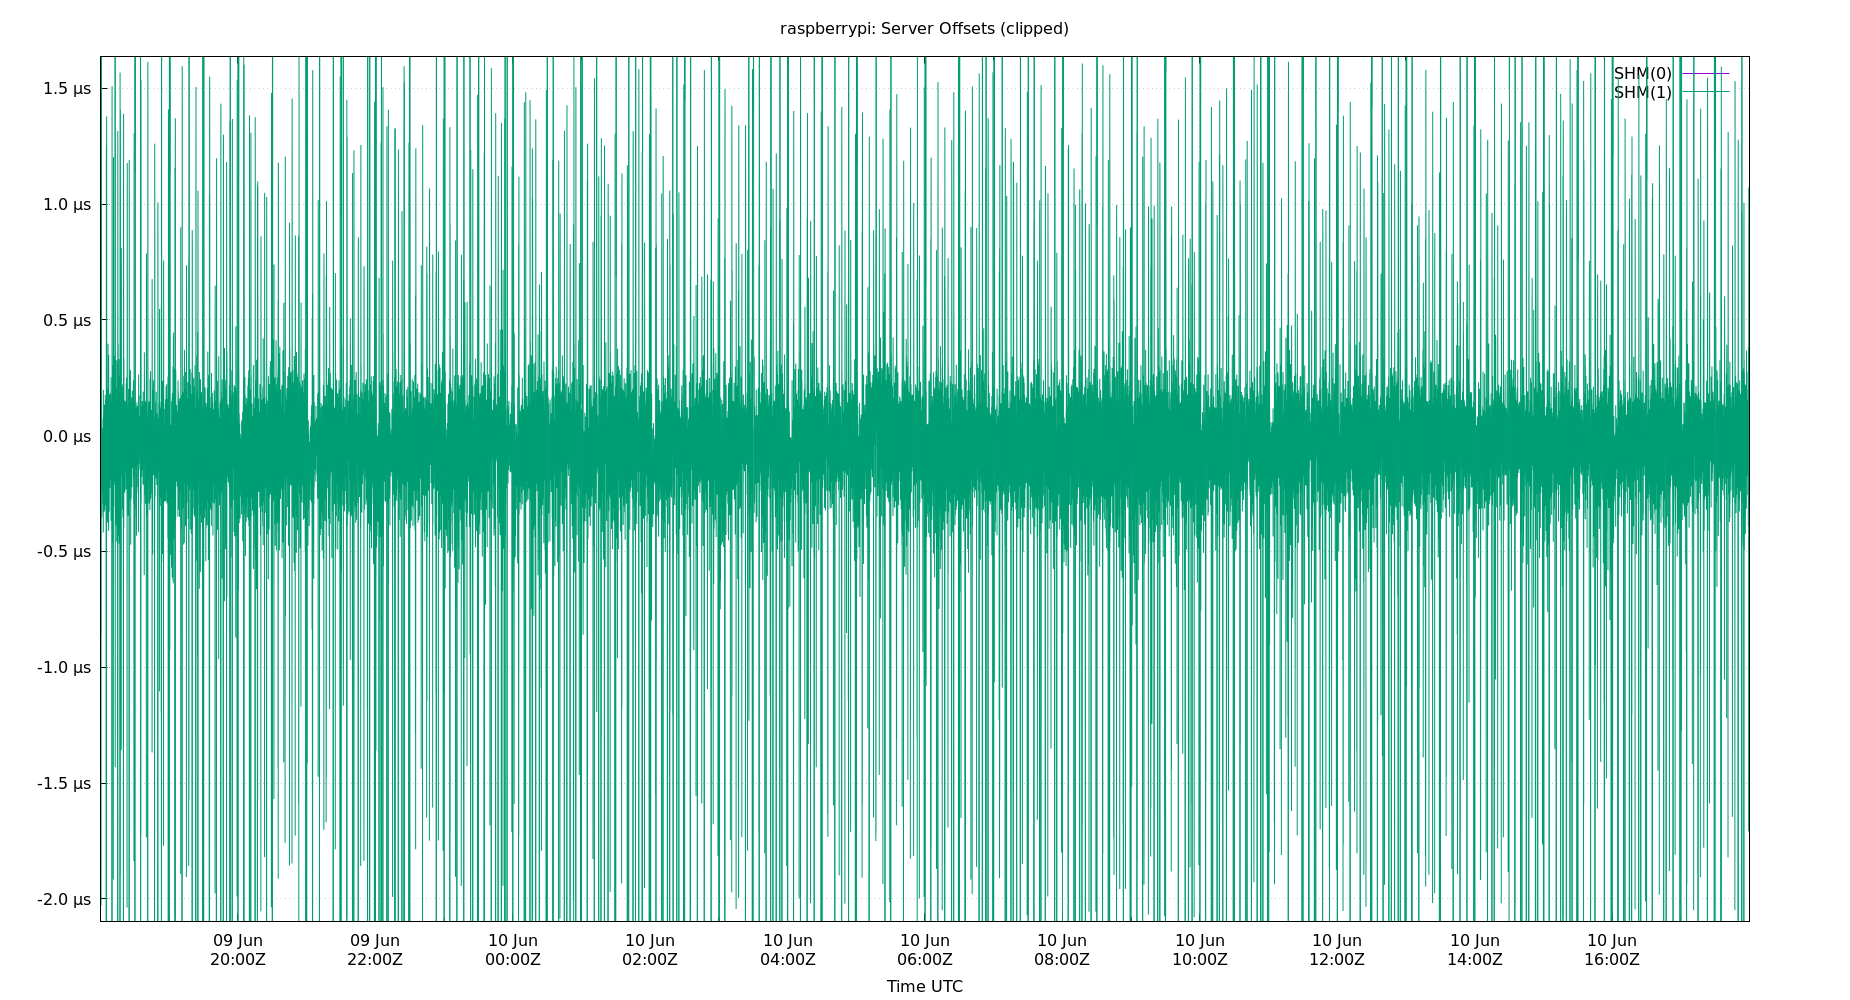 raspberrypi: Server Offsets (clipped)
SHM(0)
SHM(1)
1.5 µs
1.0 µs
0.5 µs
0.0 µs
-0.5 µs
-1.0 µs
-1.5 µs
-2.0 µs
09 Jun 09 Jun 10 Jun 10 Jun 10 Jun 10 Jun 10 Jun 10 Jun 10 Jun 10 Jun 10 Jun
20:00Z 22:00Z 00:00Z 02:00Z 04:00Z 06:00Z 08:00Z 10:00Z 12:00Z 14:00Z 16:00Z
Time UTC